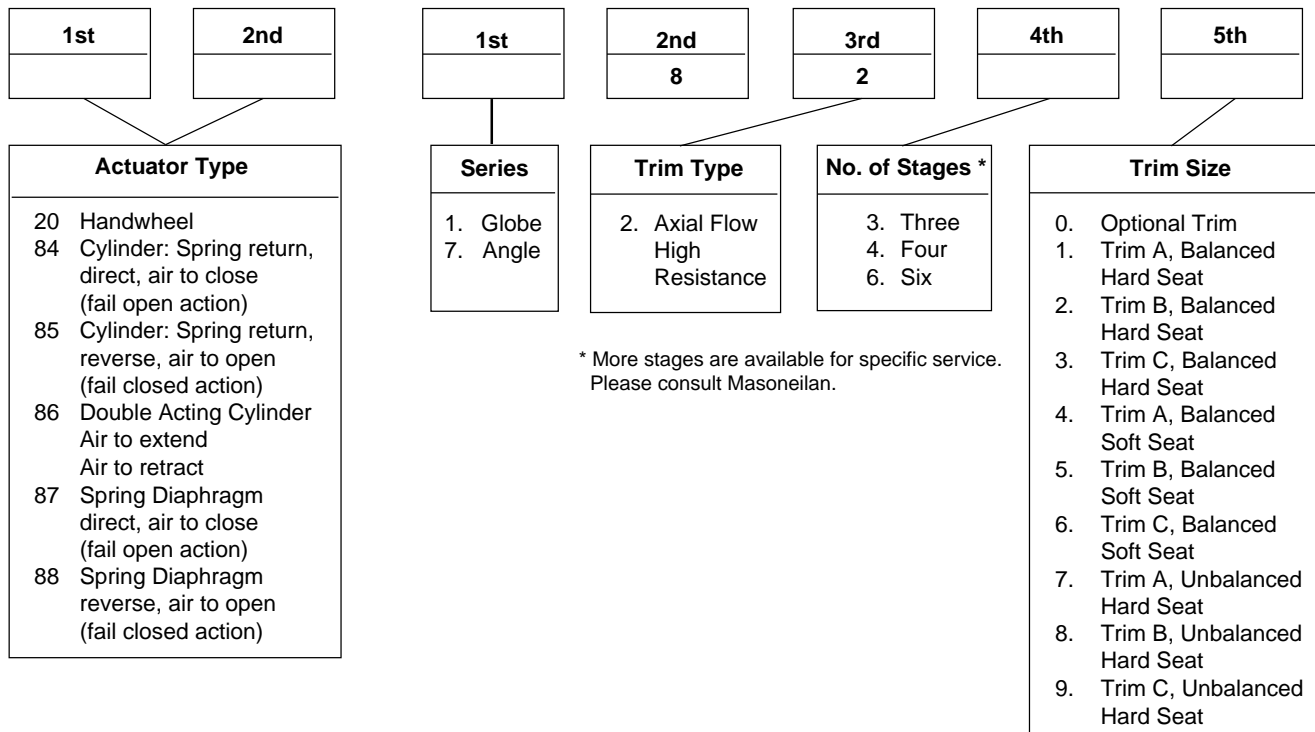 1st
2nd
1st
2nd
8
3rd
2
4th
5th
Actuator Type
20 Handwheel
84 Cylinder: Spring return,
direct, air to close
(fail open action)
85 Cylinder: Spring return,
reverse, air to open
(fail closed action)
86 Double Acting Cylinder
Air to extend
Air to retract
87 Spring Diaphragm
direct, air to close
(fail open action)
88 Spring Diaphragm
reverse, air to open
(fail closed action)
Series
1. Globe
7. Angle
Trim Type
2. Axial Flow
High
Resistance
No. of Stages *
3. Three
4. Four
6. Six
* More stages are available for specific service.
Please consult Masoneilan.
Trim Size
0. Optional Trim
1. Trim A, Balanced
Hard Seat
2. Trim B, Balanced
Hard Seat
3. Trim C, Balanced
Hard Seat
4. Trim A, Balanced
Soft Seat
5. Trim B, Balanced
Soft Seat
6. Trim C, Balanced
Soft Seat
7. Trim A, Unbalanced
Hard Seat
8. Trim B, Unbalanced
Hard Seat
9. Trim C, Unbalanced
Hard Seat